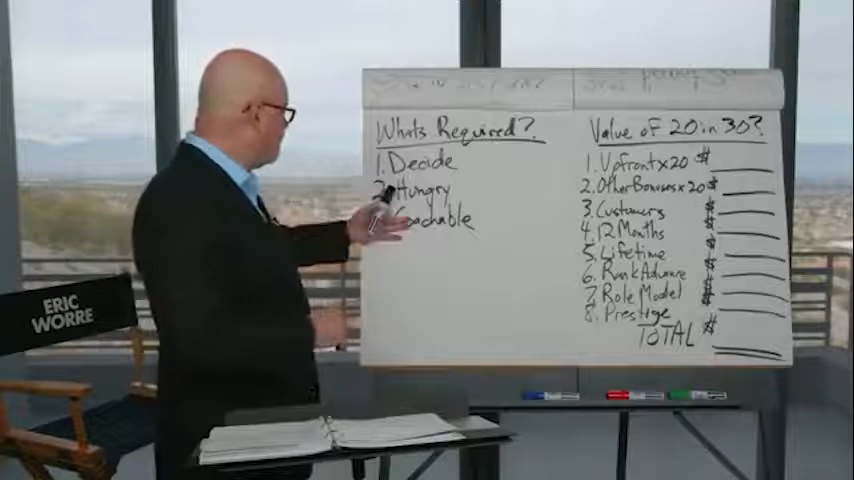 ERIC
WORRE
Whats Required?
1. Decide
2. Hungry
Coachable
Value of 20 in 30?
1. Upfront x 20 $
2. Other Bonuses x 20 $
3. Customers $
4. 12 Months $
5. Lifetime $
6. Rank Advance $
7. Role Model $
8. Prestige
TOTAL $